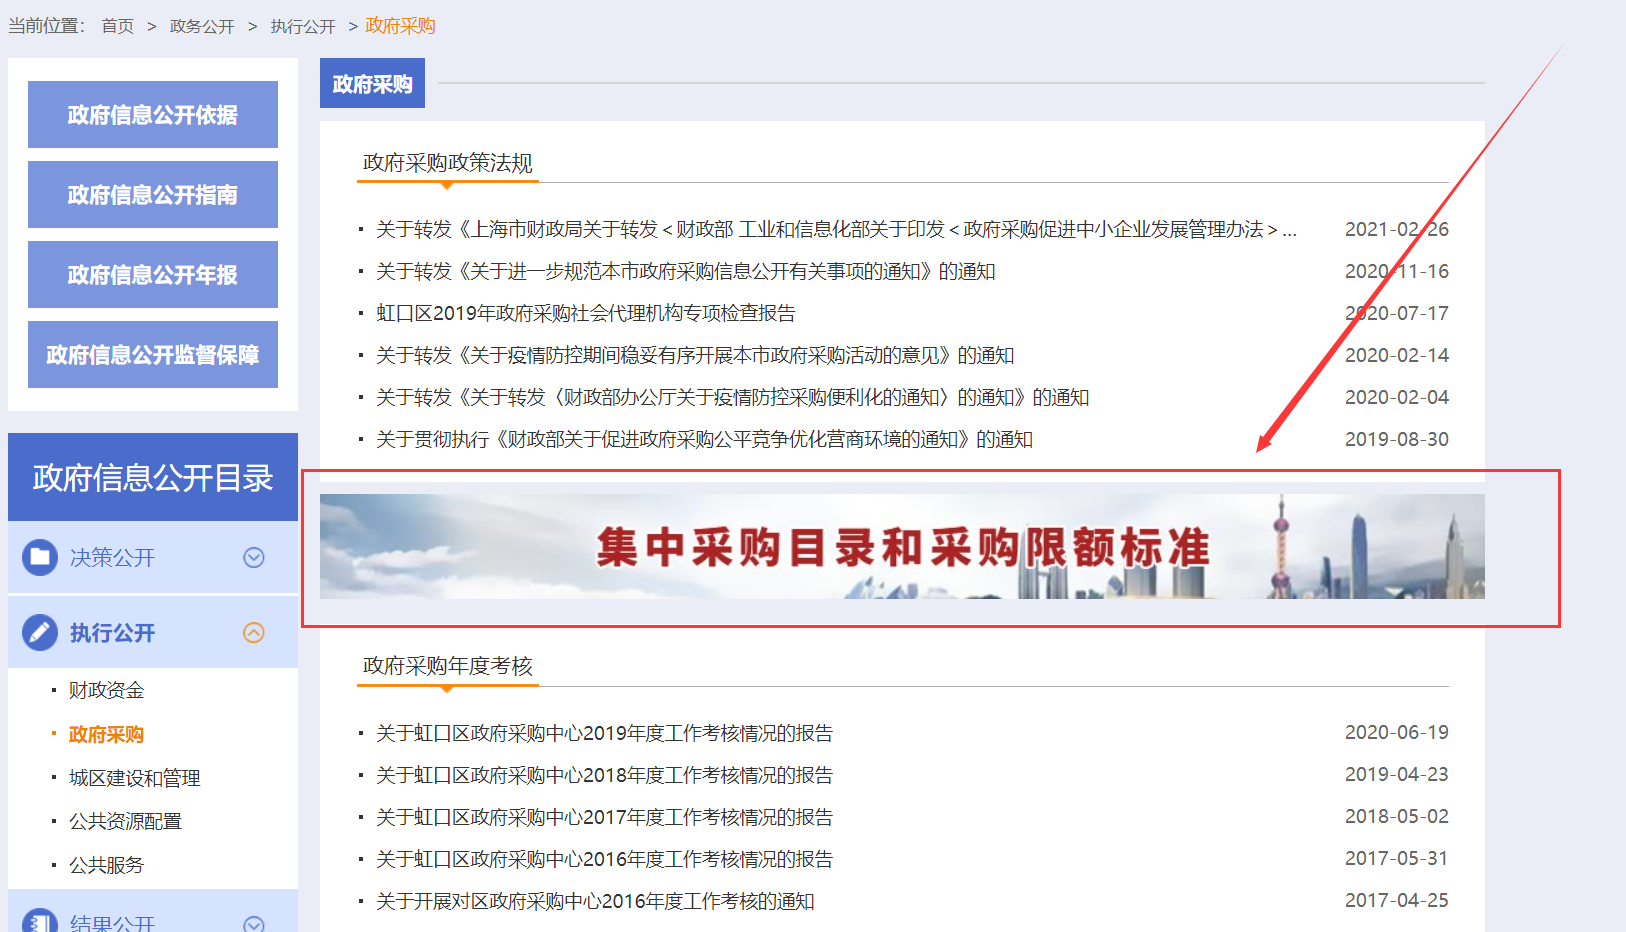 当前位置： 首页 > 政务公开 > 执行公开 > 政府采购
政府信息公开依据
政府信息公开指南
政府信息公开年报
政府信息公开监督保障
政府信息公开目录
决策公开
执行公开
财政资金
政府采购
城区建设和管理
公共资源配置
公共服务
结果公开
政府采购
政府采购政策法规
关于转发《上海市财政局关于转发＜财政部 工业和信息化部关于印发＜政府采购促进中小企业发展管理办法＞... 2021-02-26
关于转发《关于进一步规范本市政府采购信息公开有关事项的通知》的通知 2020-11-16
虹口区2019年政府采购社会代理机构专项检查报告 2020-07-17
关于转发《关于疫情防控期间稳妥有序开展本市政府采购活动的意见》的通知 2020-02-14
关于转发《关于转发〈财政部办公厅关于疫情防控采购便利化的通知〉的通知》的通知 2020-02-04
关于贯彻执行《财政部关于促进政府采购公平竞争优化营商环境的通知》的通知 2019-08-30
集中采购目录和采购限额标准
政府采购年度考核
关于虹口区政府采购中心2019年度工作考核情况的报告 2020-06-19
关于虹口区政府采购中心2018年度工作考核情况的报告 2019-04-23
关于虹口区政府采购中心2017年度工作考核情况的报告 2018-05-02
关于虹口区政府采购中心2016年度工作考核情况的报告 2017-05-31
关于开展对区政府采购中心2016年度工作考核的通知 2017-04-25